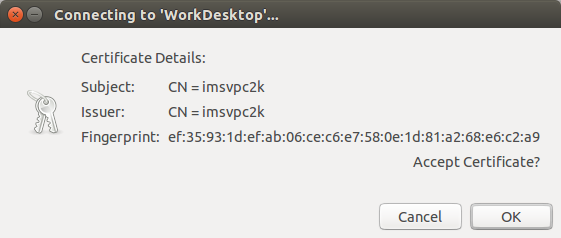 Connecting to 'WorkDesktop'...
Certificate Details:
Subject: CN = imsvpc2k
Issuer: CN = imsvpc2k
Fingerprint: ef:35:93:1d:ef:ab:06:ce:c6:e7:58:0e:1d:81:a2:68:e6:c2:a9
Accept Certificate?
Cancel OK